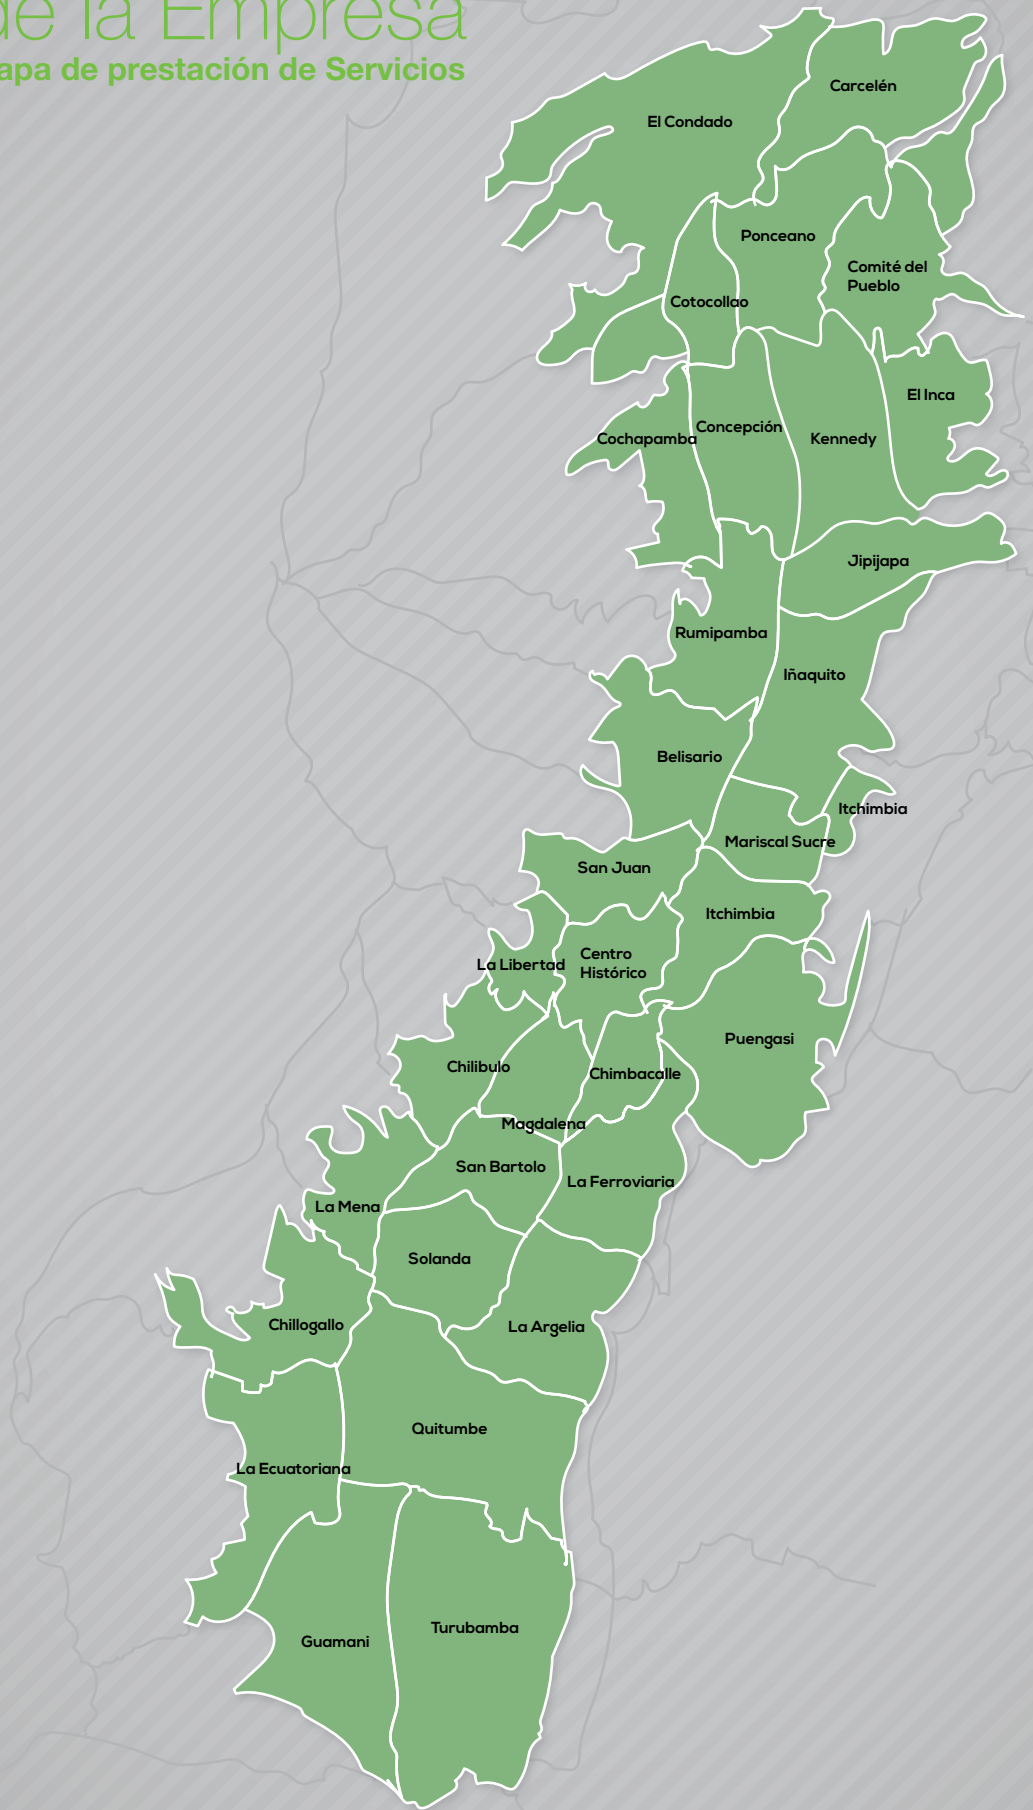 de la Empresa
apa de prestación de Servicios
Carcelén
El Condado
Ponceano
Comité del
Pueblo
Cotocollao
El Inca
Concepción
Cochapamba
Kennedy
Jipijapa
Rumipamba
Iñaquito
Belisario
Itchimbia
Mariscal Sucre
San Juan
Itchimbia
Centro
Histórico
La Libertad
Puengasi
Chilibulo
Chimbacalle
Magdalena
San Bartolo
La Ferroviaria
La Mena
Solanda
Chillogallo
La Argelia
Quitumbe
La Ecuatoriana
Turubamba
Guamani